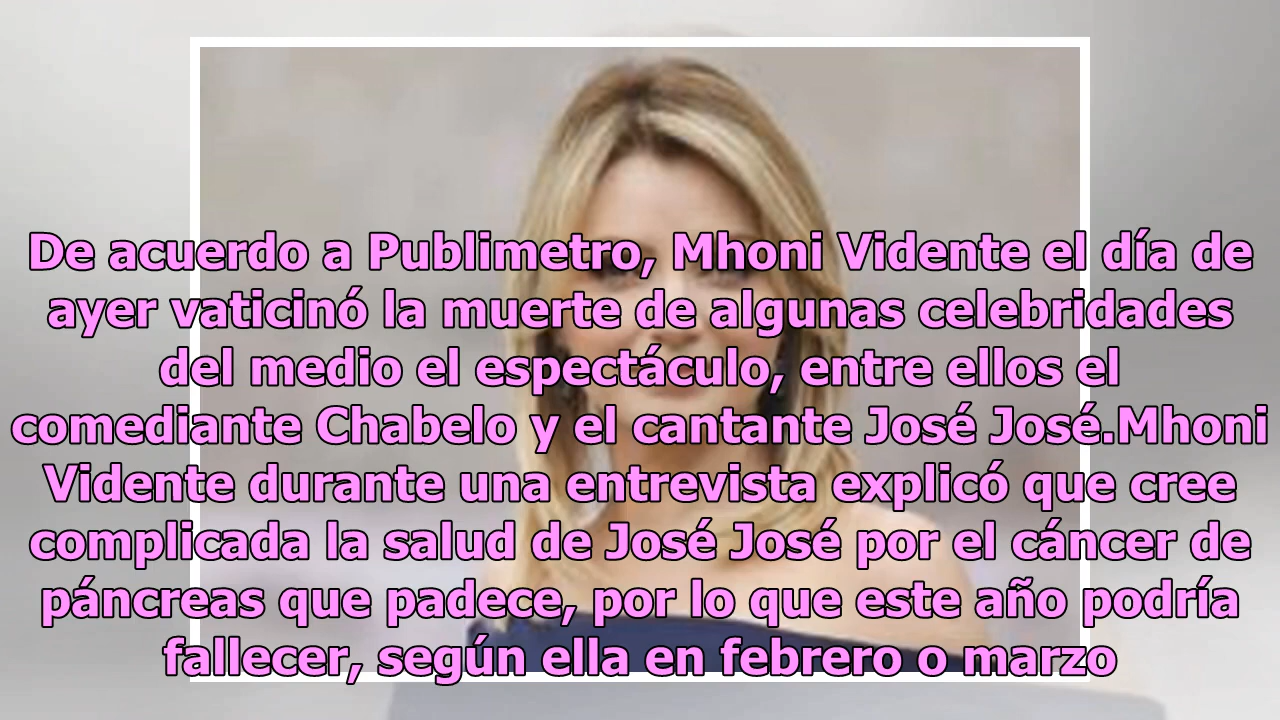 De acuerdo a Publimetro, Mhoni Vidente el día de
ayer vaticinó la muerte de algunas celebridades
del medio el espectáculo, entre ellos el
comediante Chabelo y el cantante José José.Mhoni
Vidente durante una entrevista explicó que cree
complicada la salud de José José por el cáncer de
páncreas que padece, por lo que este año podría
fallecer, según ella en febrero o marzo